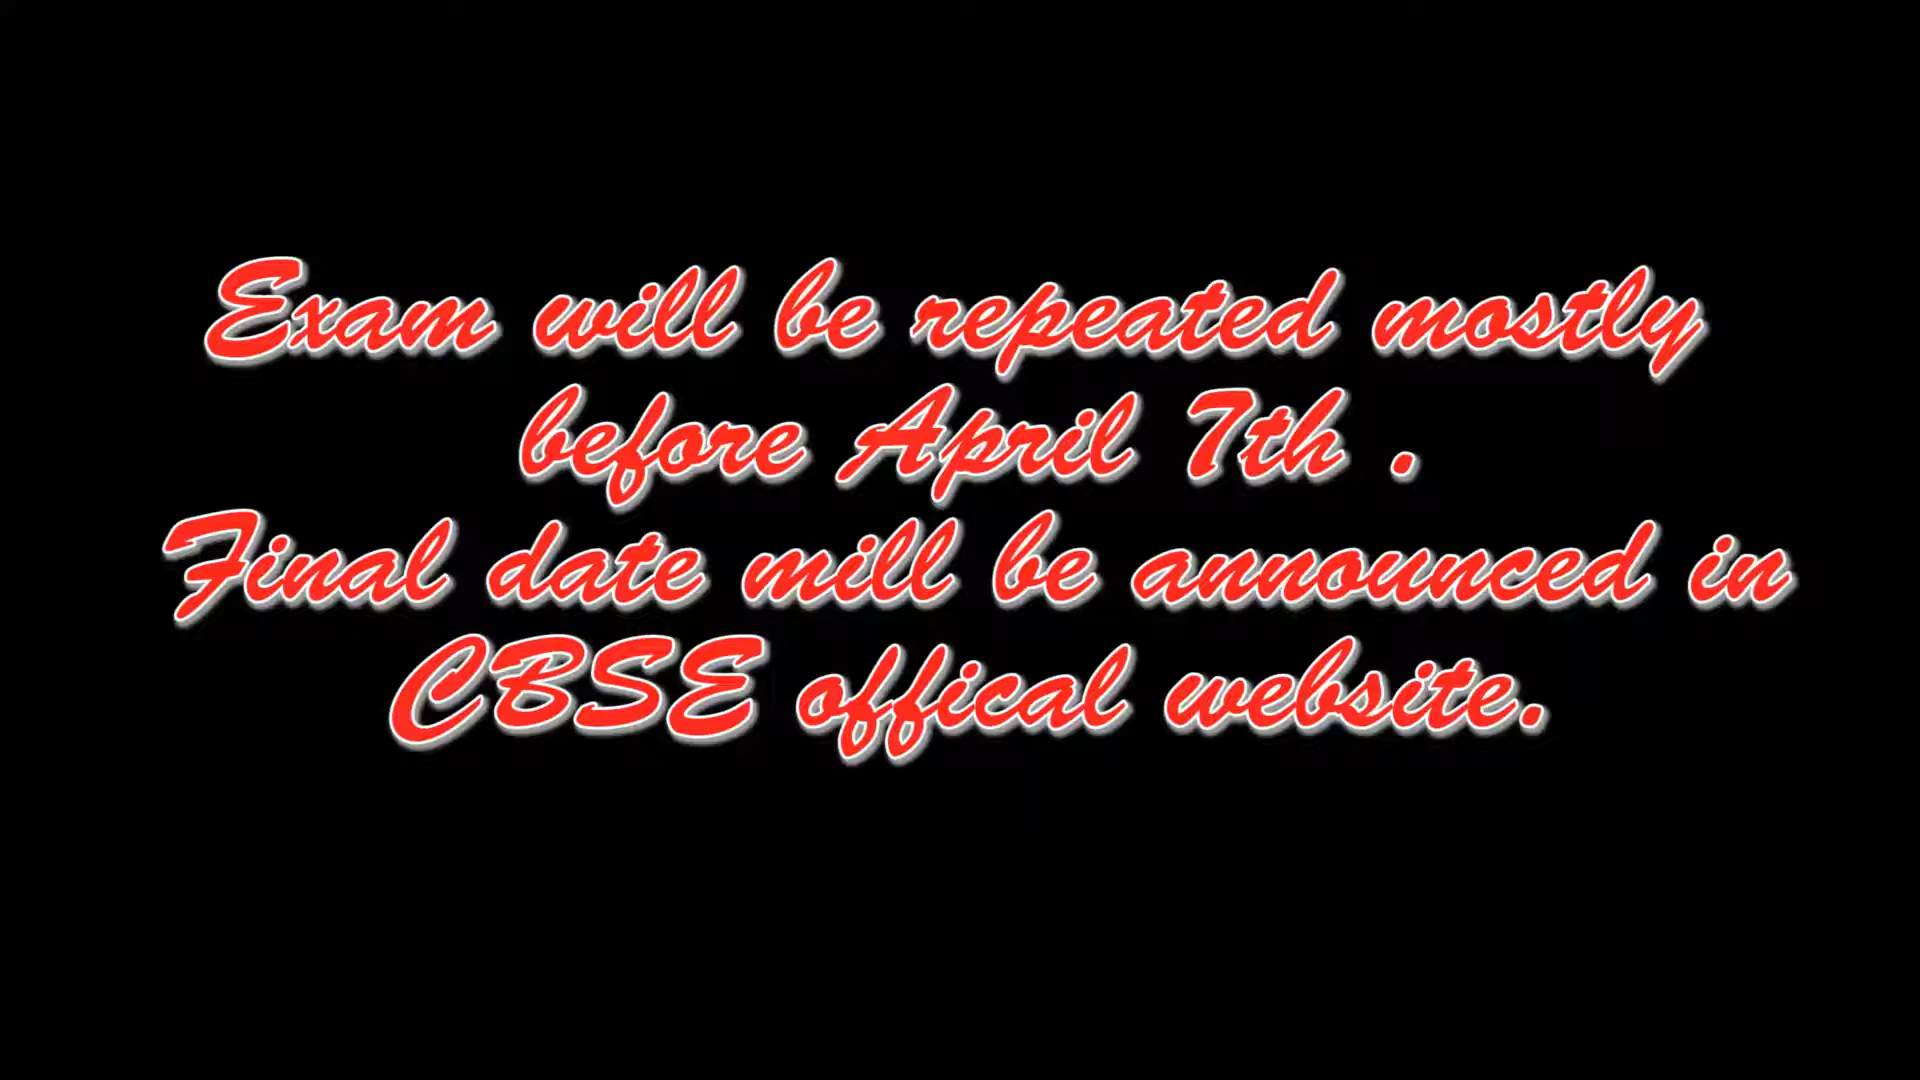 Exam will be repeated mostly
before April 7th .
Final date mill be announced in
CBSE offical website.